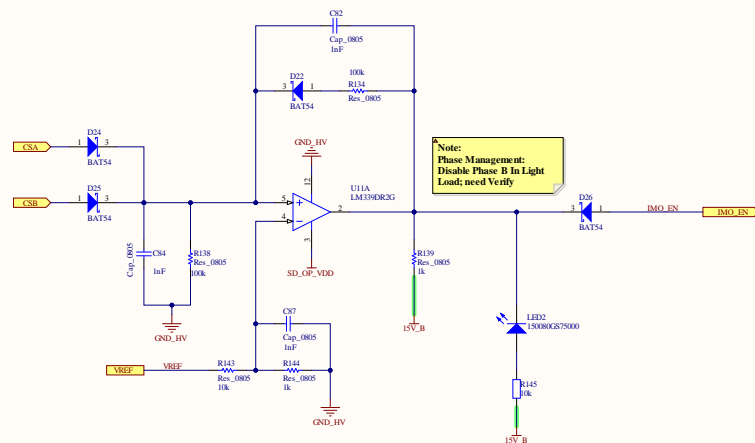 C82
Cap_0805
1nF
100k
D22
3
1
R134
BAT54
Res_0805
GND_HV
Note:
Phase Management:
Disable Phase B In Light
Load; need Verify
D24
CSA
1
3
BAT54
12
U11A
LM339DR2G
D25
D26
CSB
1
3
5
2
3
1
IMO_EN
IMO_EN
BAT54
4
BAT54
Cap_0805
C84
1nF
R138
Res_0805
100k
3
SD_OP_VDD
R139
Res_0805
1k
GND_HV
C87
Cap_0805
1nF
15V_B
LED2
150080GS75000
VREF
VREF
R143
Res_0805
10k
R144
Res_0805
1k
R145
10k
GND_HV
15V_B